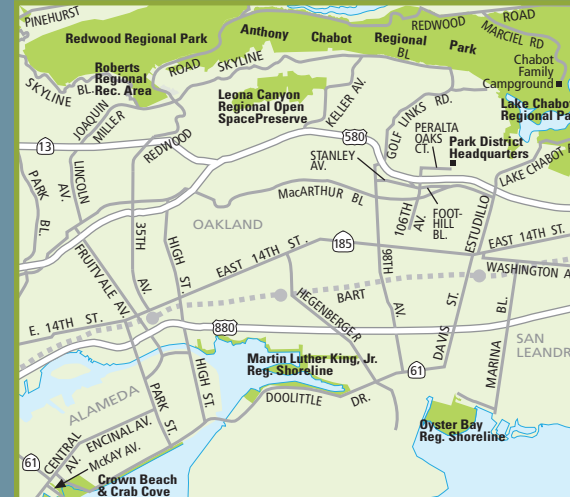 PINEHURST
ROAD
REDWOOD
MARCIEL RD
Redwood Regional Park
Anthony Chabot Regional Park
BL
Roberts
Regional
Rec. Area
ROAD
SKYLINE
Chabot
Family
Campground
SKYLINE BL.
JOAQUIN
MILLER
Leona Canyon
Regional Open
SpacePreserve
KELLER AV.
GOLF LINKS RD.
Lake Chabo
Regional Pa
13
REDWOOD
580
PERALTA
OAKS
CT.
Park District
Headquarters
STANLEY
AV.
LAKE CHABOT
PARK BL.
LINCOLN AV.
MacARTHUR BL
106TH AV.
FOOT-
HILL
BL.
ESTUDILLO
OAKLAND
35TH AV.
HIGH ST.
FRUITVALE AV.
EAST 14TH ST.
185
EAST 14TH ST.
98TH AV.
WASHINGTON A
BART
HEGENBERGER
E. 14TH ST.
880
DAVIS ST.
MARINA BL.
SAN
LEANDR
Martin Luther King, Jr.
Reg. Shoreline
61
DOOLITTLE DR.
HIGH ST.
PARK ST.
ALAMEDA
ENCINAL AV.
CENTRAL AV.
McKAY AV.
Oyster Bay
Reg. Shoreline
61
Crown Beach
& Crab Cove